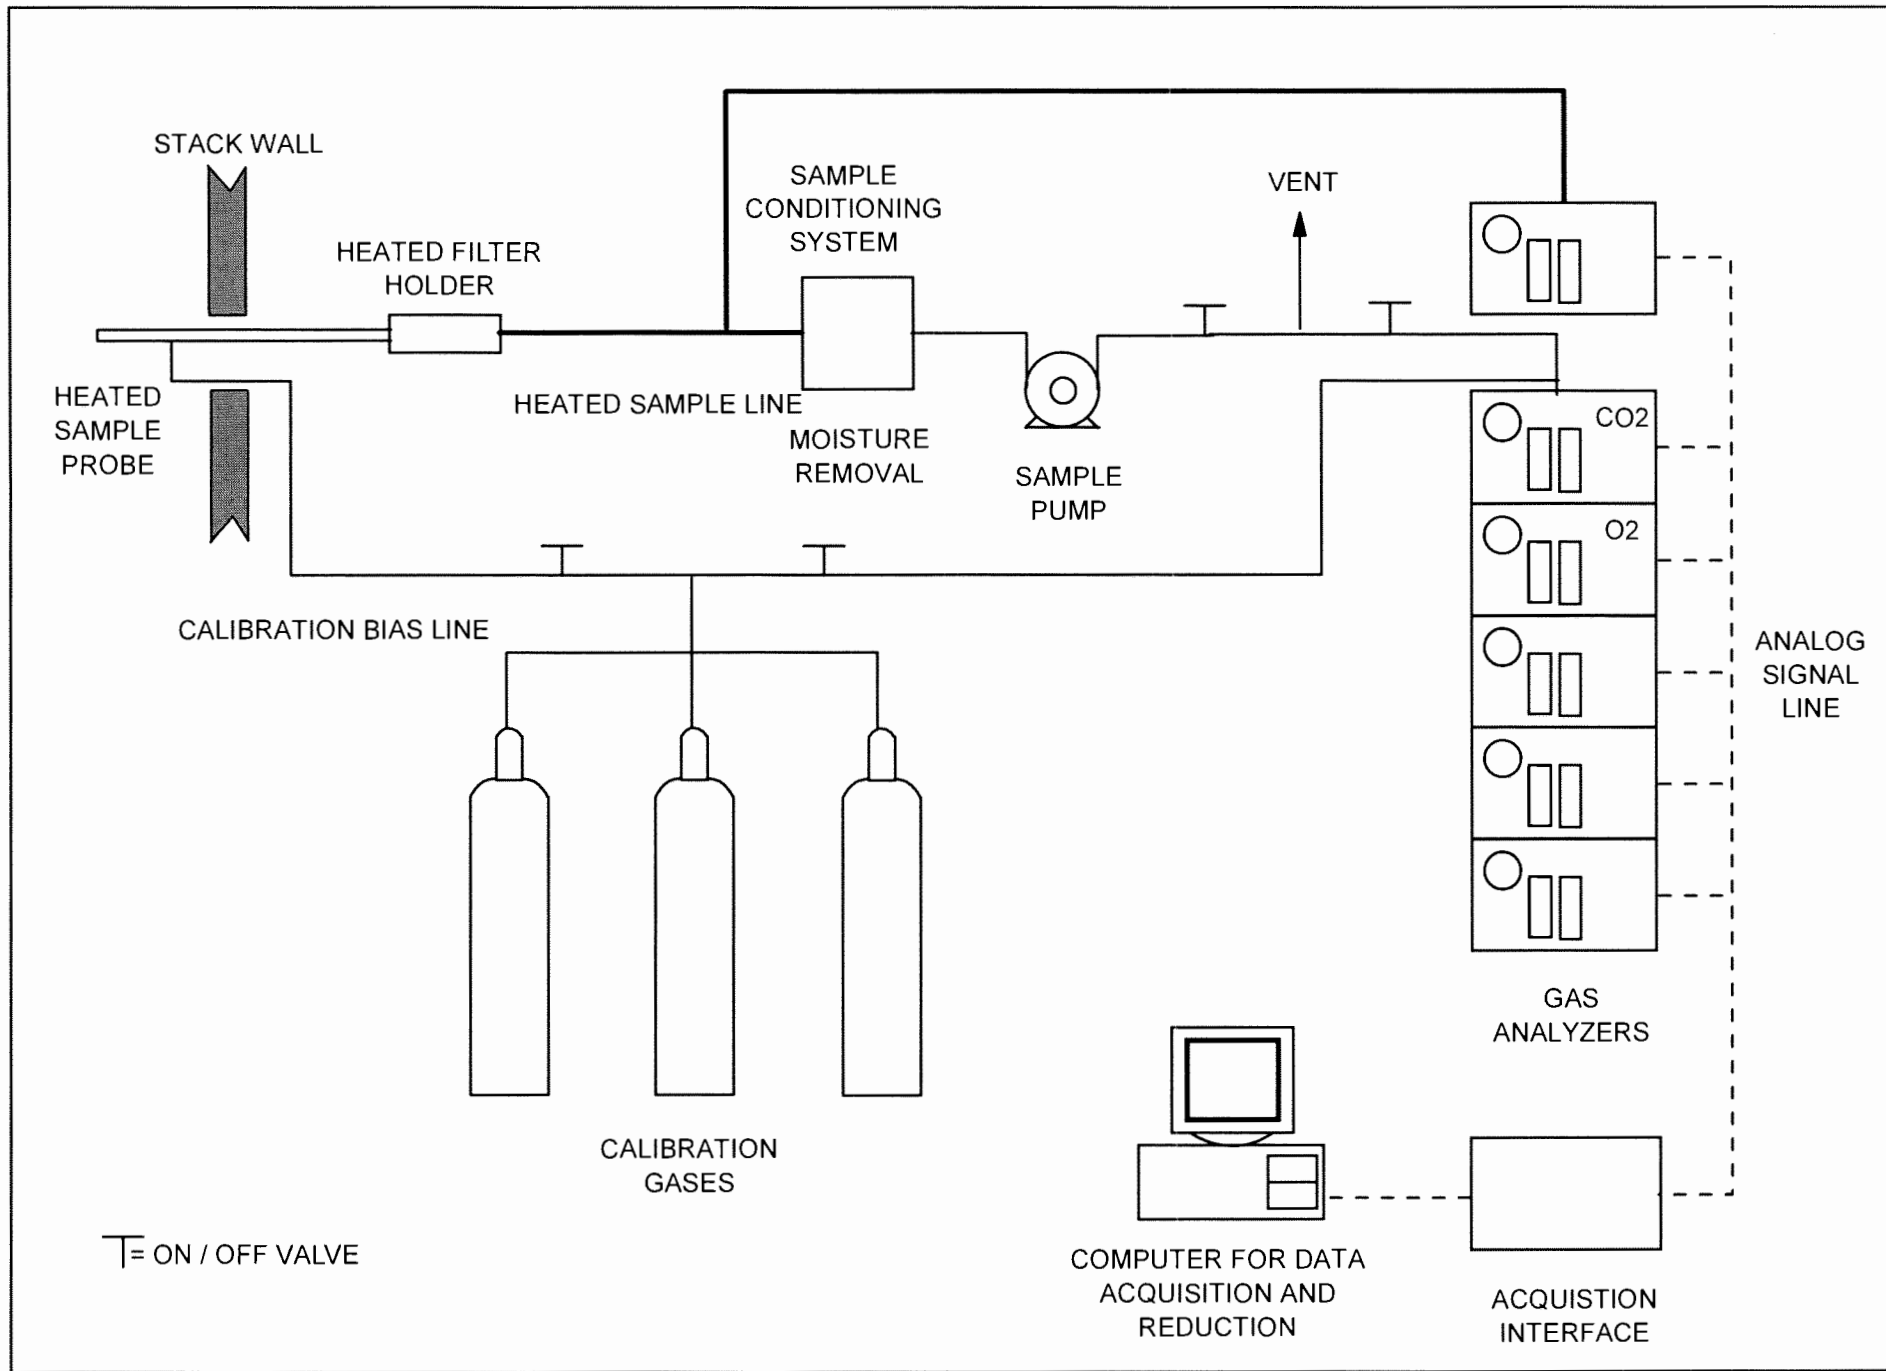 STACK WALL
SAMPLE
CONDITIONING
SYSTEM
VENT
HEATED FILTER
HOLDER
HEATED
SAMPLE
PROBE
HEATED SAMPLE LINE
MOISTURE
REMOVAL
SAMPLE
PUMP
CO2
O2
CALIBRATION BIAS LINE
ANALOG
SIGNAL
LINE
GAS
ANALYZERS
CALIBRATION
GASES
= ON / OFF VALVE
COMPUTER FOR DATA
ACQUISITION AND
REDUCTION
ACQUISTION
INTERFACE